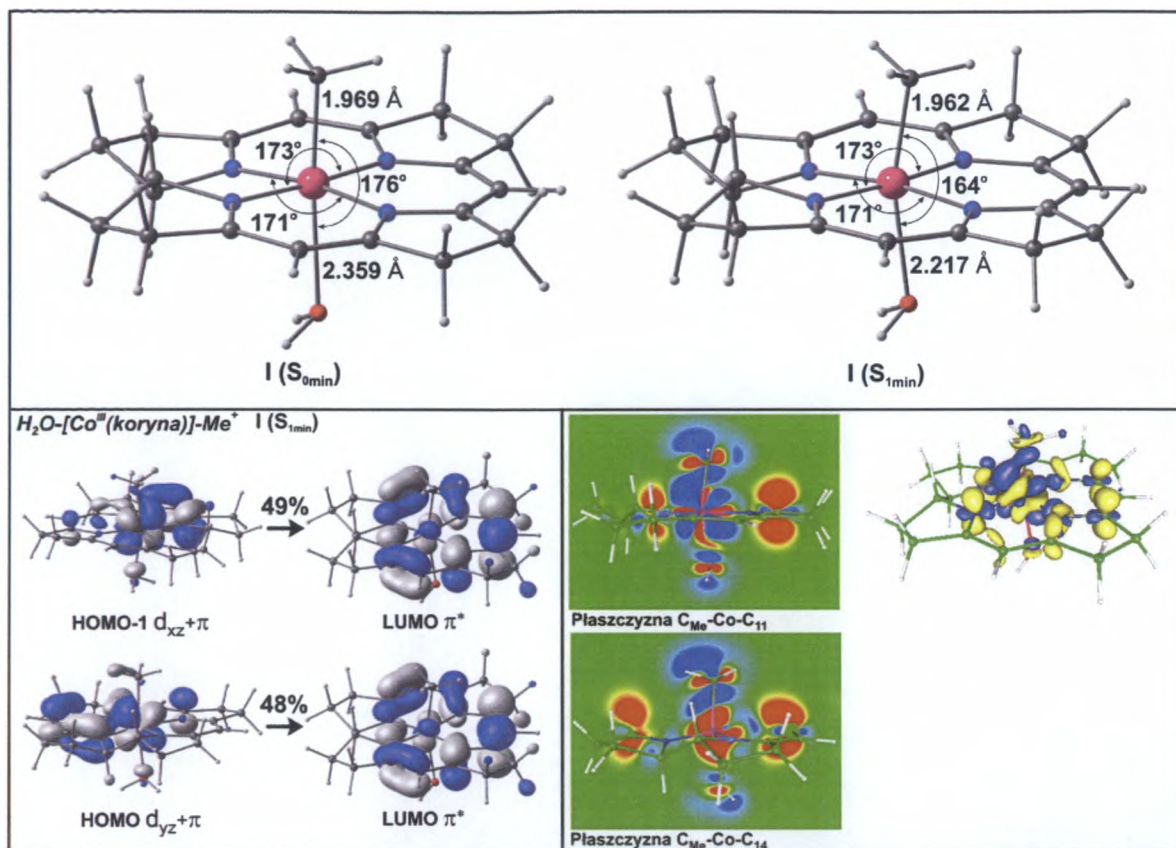 1.969 Å
173°
176°
171°
2.359 Å
I (S0min)
1.962 Å
173°
164°
171°
2.217 Å
I (S1min)
H2O-[CoIII(koryna)]-Me+ I (S1min)
49%
HOMO-1 dxz+π
LUMO π*
48%
HOMO dyz+π
LUMO π*
Płaszczyzna CMe-Co-C11
Płaszczyzna CMe-Co-C14